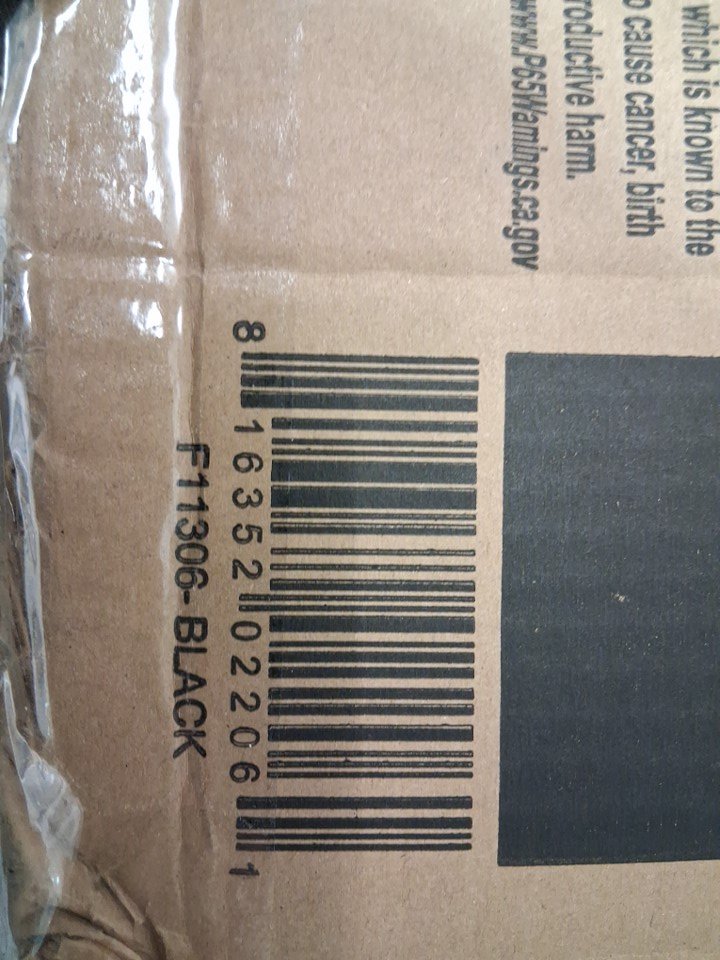 which is known to the
o cause cancer, birth
roductive harm.
www.P65Warnings.ca.gov
8 16352 02206 1
F11306-BLACK